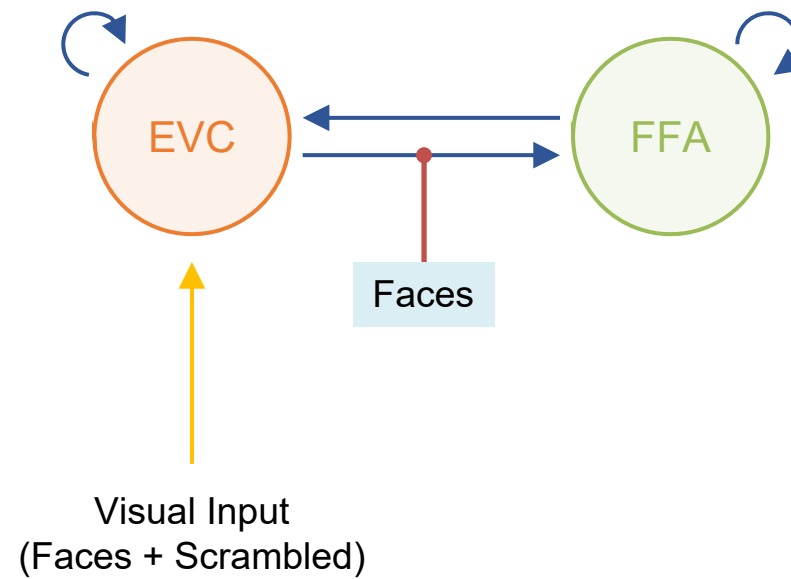 EVC
FFA
Faces
Visual Input
(Faces + Scrambled)